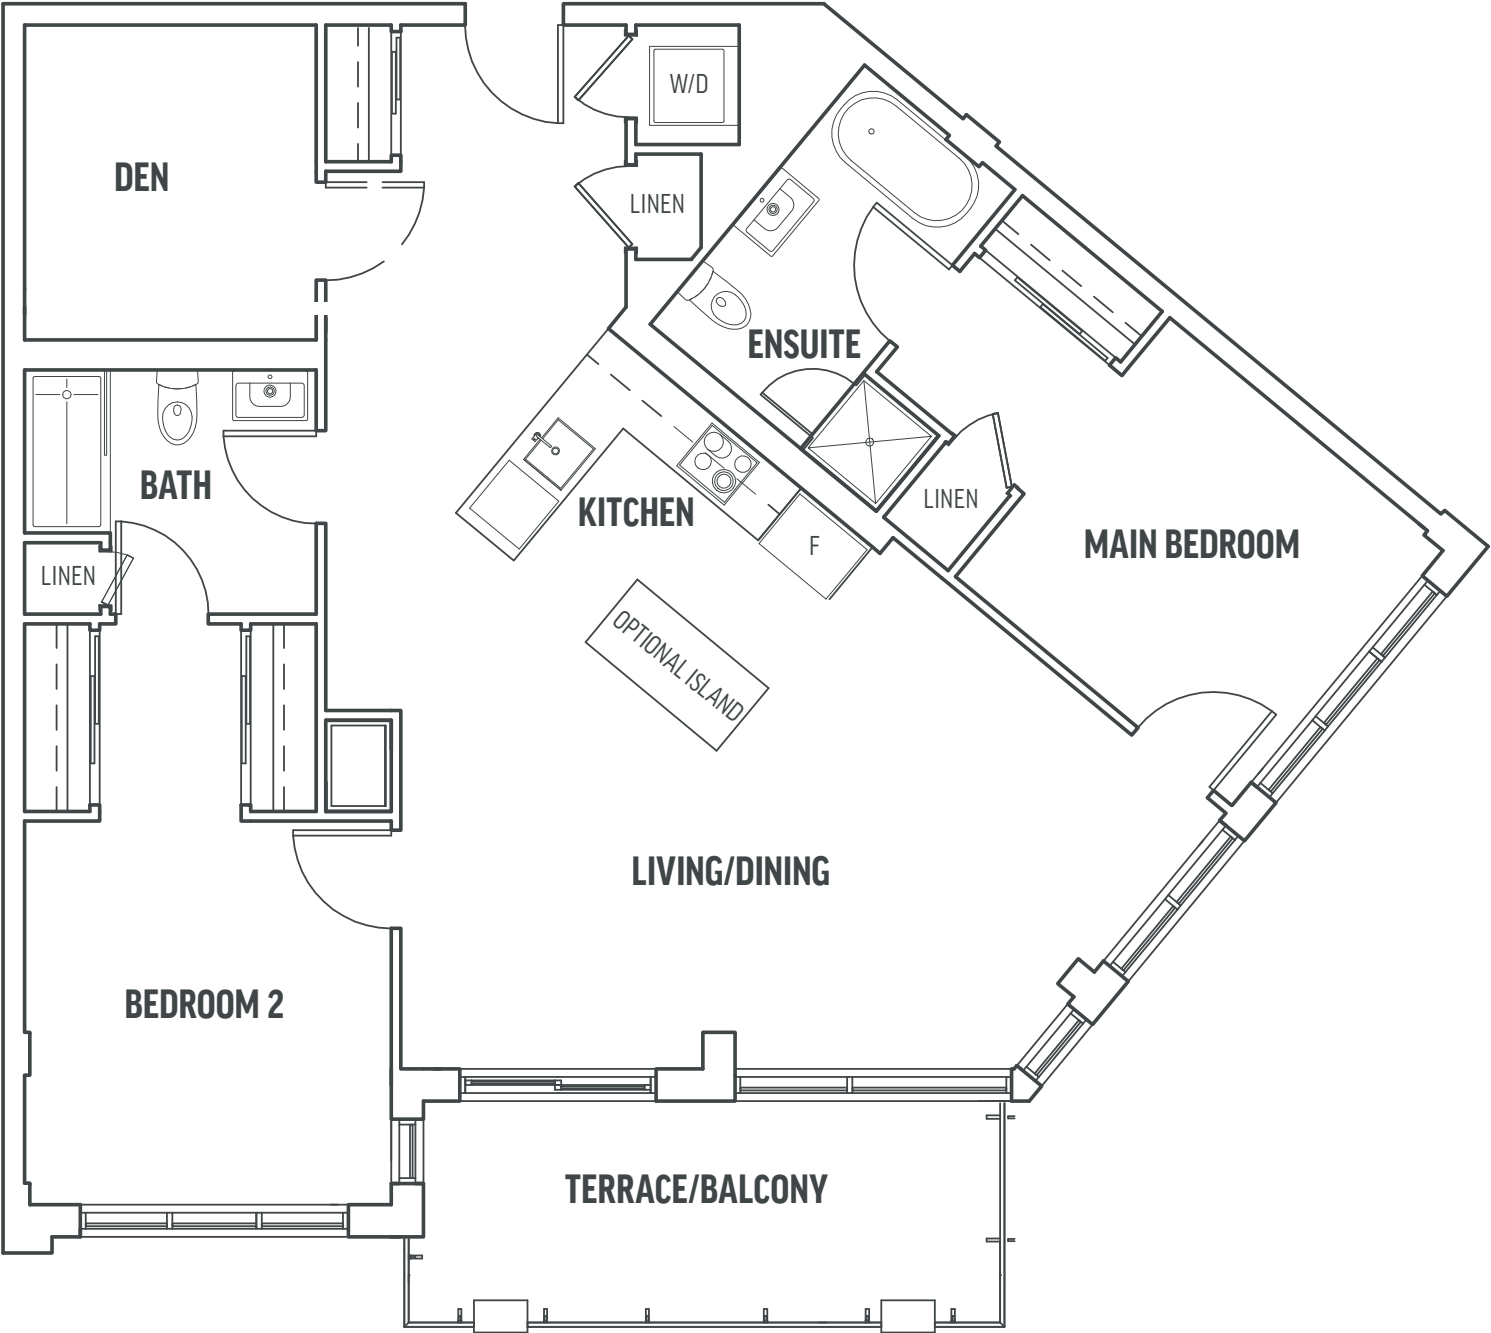 W/D
DEN
LINEN
ENSUITE
BATH
LINEN
KITCHEN
F
MAIN BEDROOM
LINEN
OPTIONAL ISLAND
LIVING/DINING
BEDROOM 2
TERRACE/BALCONY